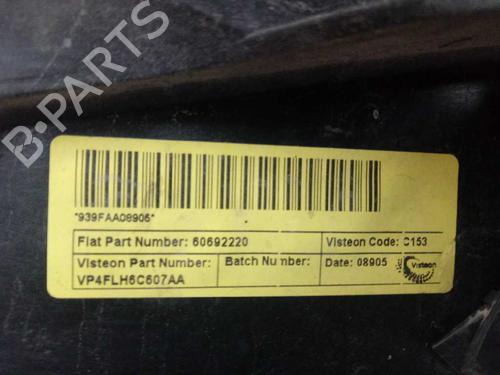 B-PARTS
*939FAA08905*
Fiat Part Number: 60692220
Visteon Code: C153
Visteon Part Number:
VP4FLH6C607AA
Batch Number:
Date: 08905
Visteon